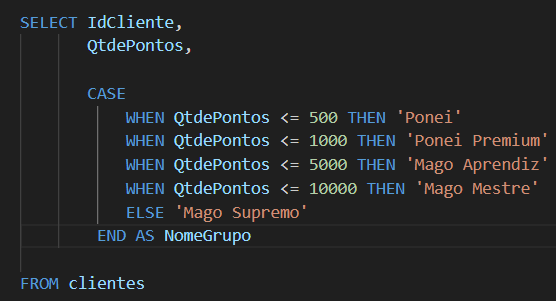 SELECT IdCliente,
QtdePontos,
CASE
WHEN QtdePontos <= 500 THEN 'Ponei'
WHEN QtdePontos <= 1000 THEN 'Ponei Premium'
WHEN QtdePontos <= 5000 THEN 'Mago Aprendiz'
WHEN QtdePontos <= 10000 THEN 'Mago Mestre'
ELSE 'Mago Supremo'
END AS NomeGrupo
FROM clientes